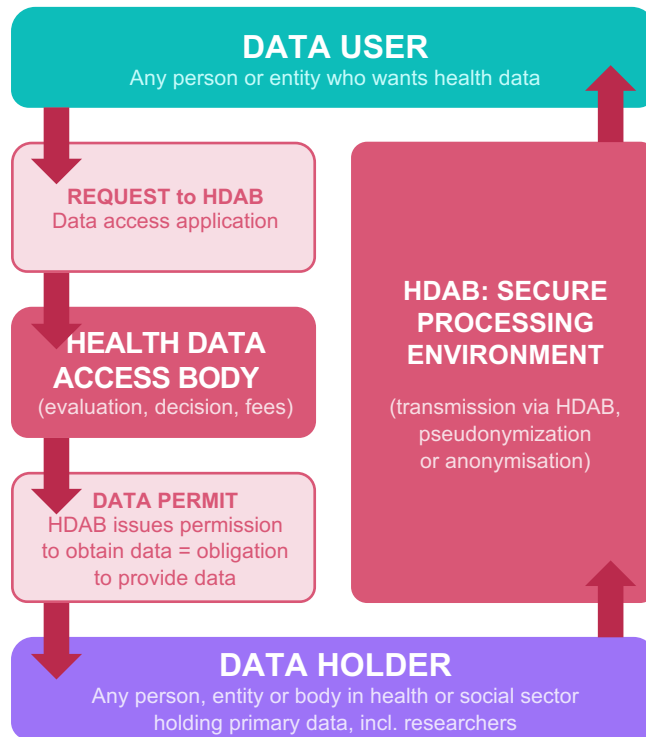 DATA USER
Any person or entity who wants health data
REQUEST to HDAB
Data access application
HEALTH DATA
ACCESS BODY
(evaluation, decision, fees)
DATA PERMIT
HDAB issues permission
to obtain data = obligation
to provide data
HDAB: SECURE
PROCESSING
ENVIRONMENT
(transmission via HDAB,
pseudonymization
or anonymisation)
DATA HOLDER
Any person, entity or body in health or social sector
holding primary data, incl. researchers